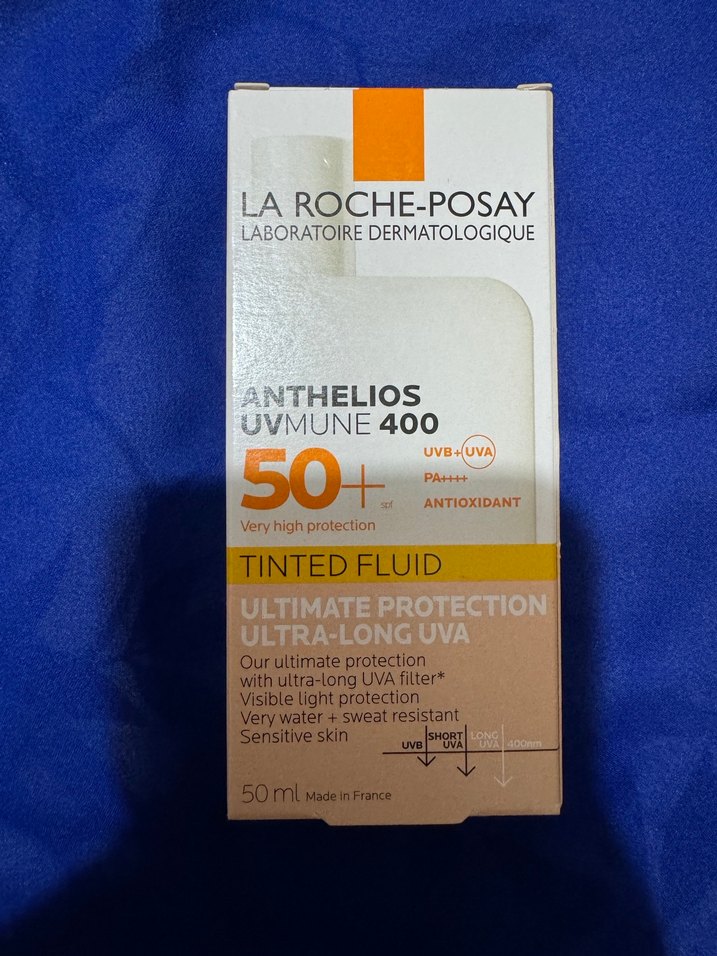 LA ROCHE-POSAY
LABORATOIRE DERMATOLOGIQUE
ANTHELIOS
UVMUNE 400
50+ spf
UVB+UVA
PA++++
ANTIOXIDANT
Very high protection
TINTED FLUID
ULTIMATE PROTECTION
ULTRA-LONG UVA
Our ultimate protection
with ultra-long UVA filter*
Visible light protection
Very water + sweat resistant
Sensitive skin
UVB
SHORT
UVA
LONG
UVA
400nm
50 ml Made in France